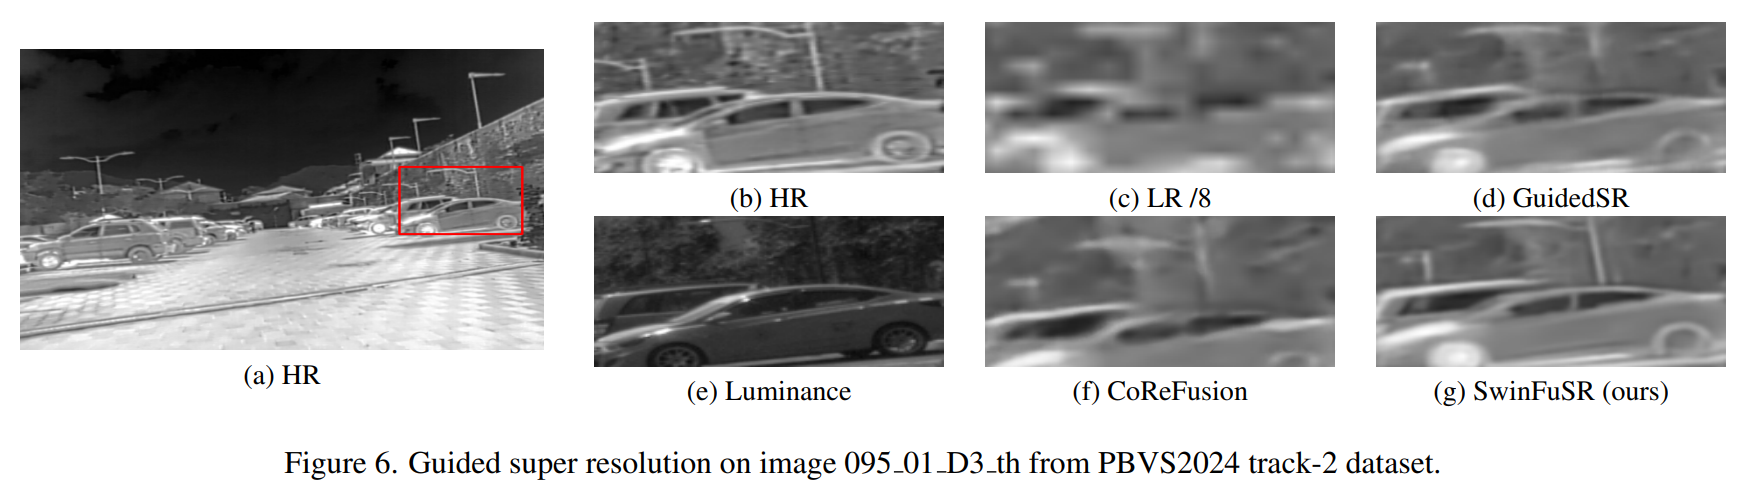 (a) HR
(b) HR
(c) LR /8
(d) GuidedSR
(e) Luminance
(f) CoReFusion
(g) SwinFuSR (ours)
Figure 6. Guided super resolution on image 095_01_D3_th from PBVS2024 track-2 dataset.